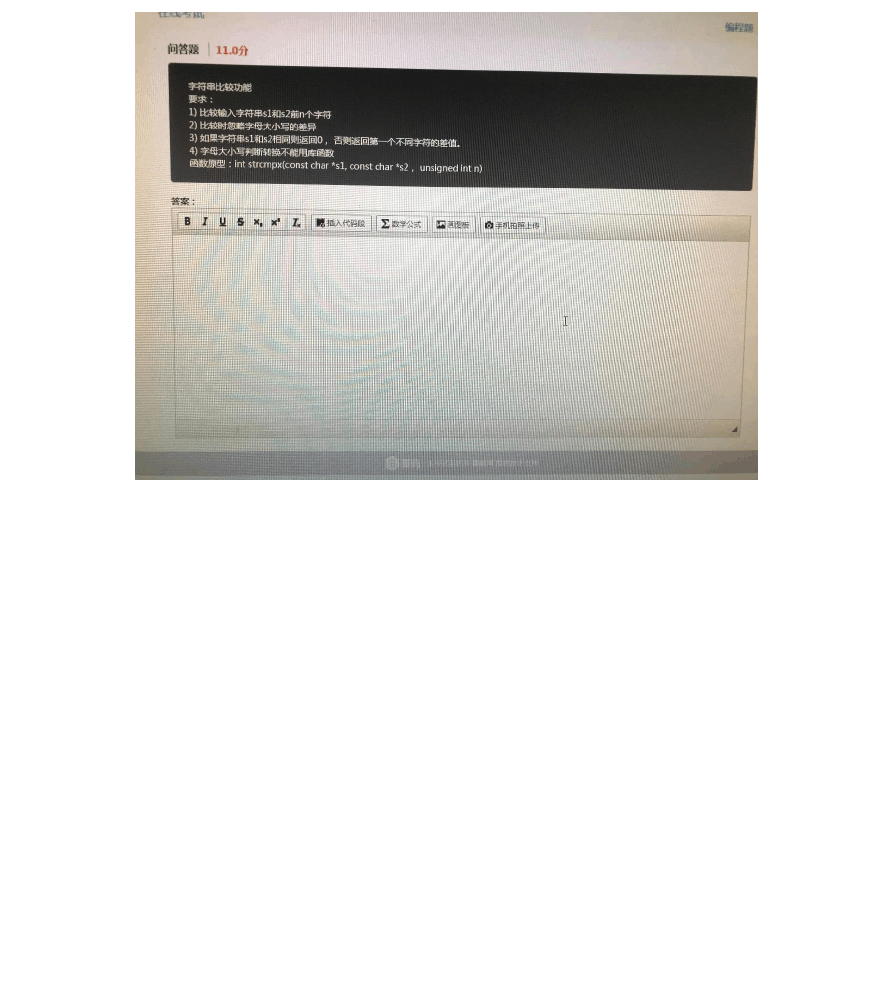 在线考试
编程题
问答题 11.0分
字符串比较功能
要求：
1) 比较输入字符串s1和s2前n个字符
2) 比较时忽略字母大小写的差异
3) 如果字符串s1和s2相同则返回0， 否则返回第一个不同字符的差值。
4) 字母大小写判断转换不能用库函数
函数原型：int strcmpx(const char *s1, const char *s2， unsigned int n)
答案：
B I U S x₂ x² Tx 插入代码段 Σ 数学公式 画图板 手机拍照上传